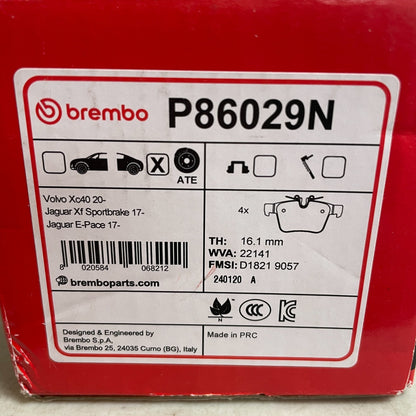 brembo P86029N
X
ATE
Volvo Xc40 20-
Jaguar Xf Sportbrake 17-
Jaguar E-Pace 17-
4x
8 020584 068212
TH: 16.1 mm
WVA: 22141
FMSI: D1821 9057
240120 A
bremboparts.com
Designed & Engineered by
Brembo S.p.A.
via Brembo 25, 24035 Curno (BG), Italy
Made in PRC